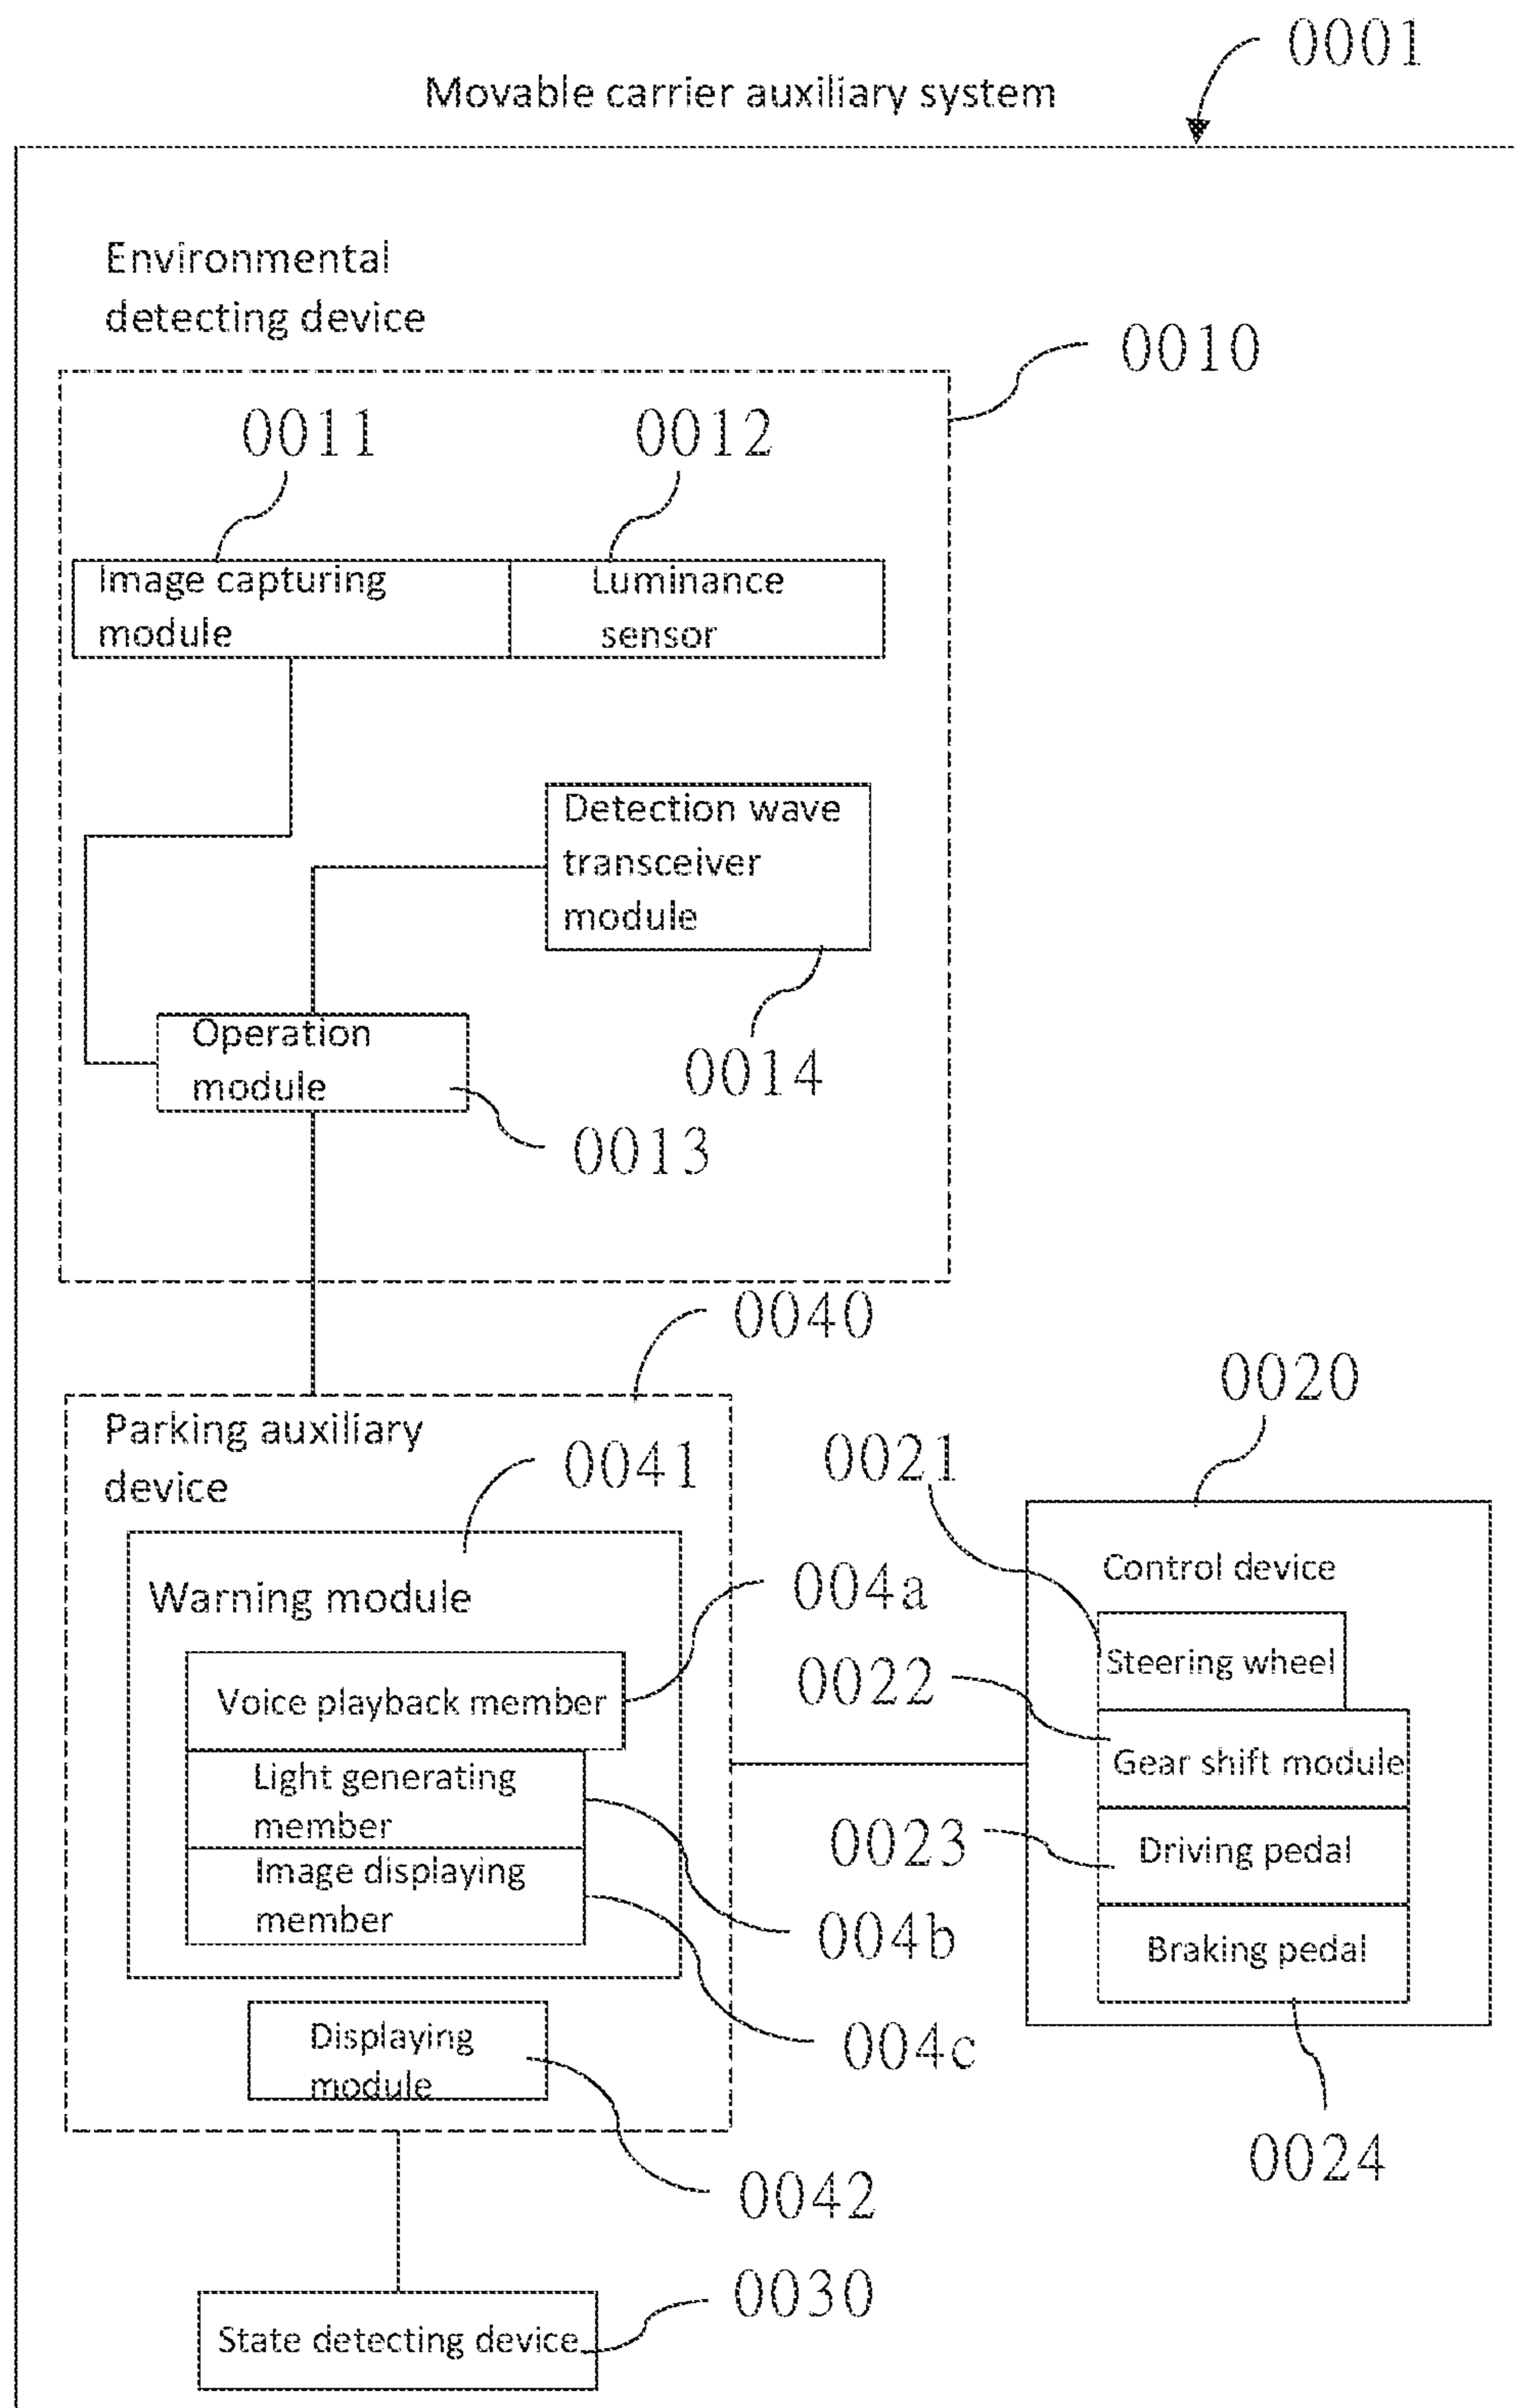 0001
Movable carrier auxiliary system
Environmental
detecting device
0010
0011
0012
Image capturing
module
Luminance
sensor
Detection wave
transceiver
module
Operation
module
0014
0013
0040
Parking auxiliary
device
0041
0020
0021
Control device
Warning module
004a
Steering wheel
0022
Voice playback member
Gear shift module
Light generating
member
0023
Driving pedal
Image displaying
member
004b
Braking pedal
Displaying
module
004c
0024
0042
0030
State detecting device